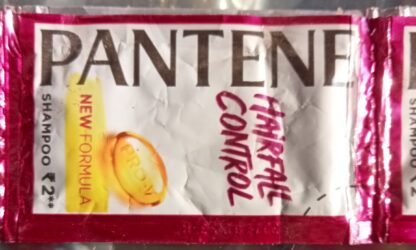 PANTENE
HAIRFALL
CONTROL
NEW FORMULA
SHAMPOO ₹2**